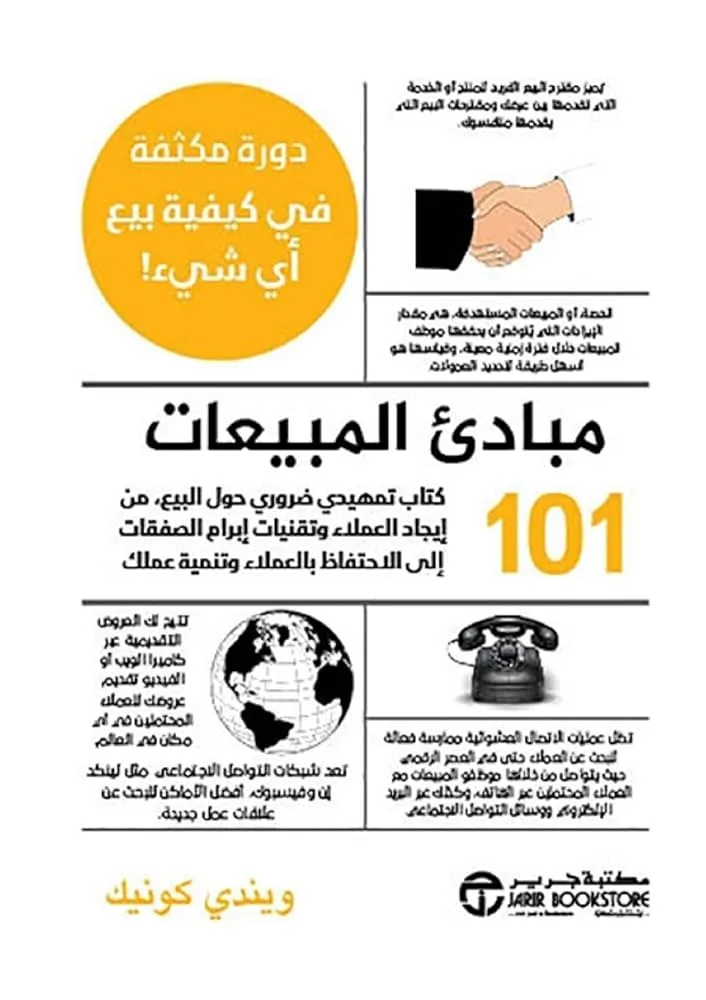 دورة مكثفة
في كيفية بيع
أي شيء!
يُميز مقترح البيع الفريد المنتج أو الخدمة
التي تقدمها بين عرضك ومقترحات البيع التي
يقدمها منافسوك.
الحصة، أو المبيعات المستهدفة، هي مقدار
الإيرادات التي يُتوقع أن يحققها موظف
المبيعات خلال فترة زمنية معينة، وقياسها هو
أسهل طريقة لتحديد العمولات.
مبادئ المبيعات
101
كتاب تمهيدي ضروري حول البيع، من
إيجاد العملاء وتقنيات إبرام الصفقات
إلى الاحتفاظ بالعملاء وتنمية عملك
تتيح لك العروض
التقديمية عبر
كاميرا الويب أو
الفيديو تقديم
عروضك للعملاء
المحتملين في أي
مكان في العالم.
تعد شبكات التواصل الاجتماعي، مثل لينكد
إن وفيسبوك، أفضل الأماكن للبحث عن
علاقات عمل جديدة.
تظل عمليات الاتصال العشوائية ممارسة فعالة
للبحث عن العملاء حتى في العصر الرقمي
حيث يتواصل من خلالها موظفو المبيعات مع
العملاء المحتملين عبر الهاتف، وكذلك عبر البريد
الإلكتروني ووسائل التواصل الاجتماعي
ويندي كونيك
مكتبة جرير
JARIR BOOKSTORE